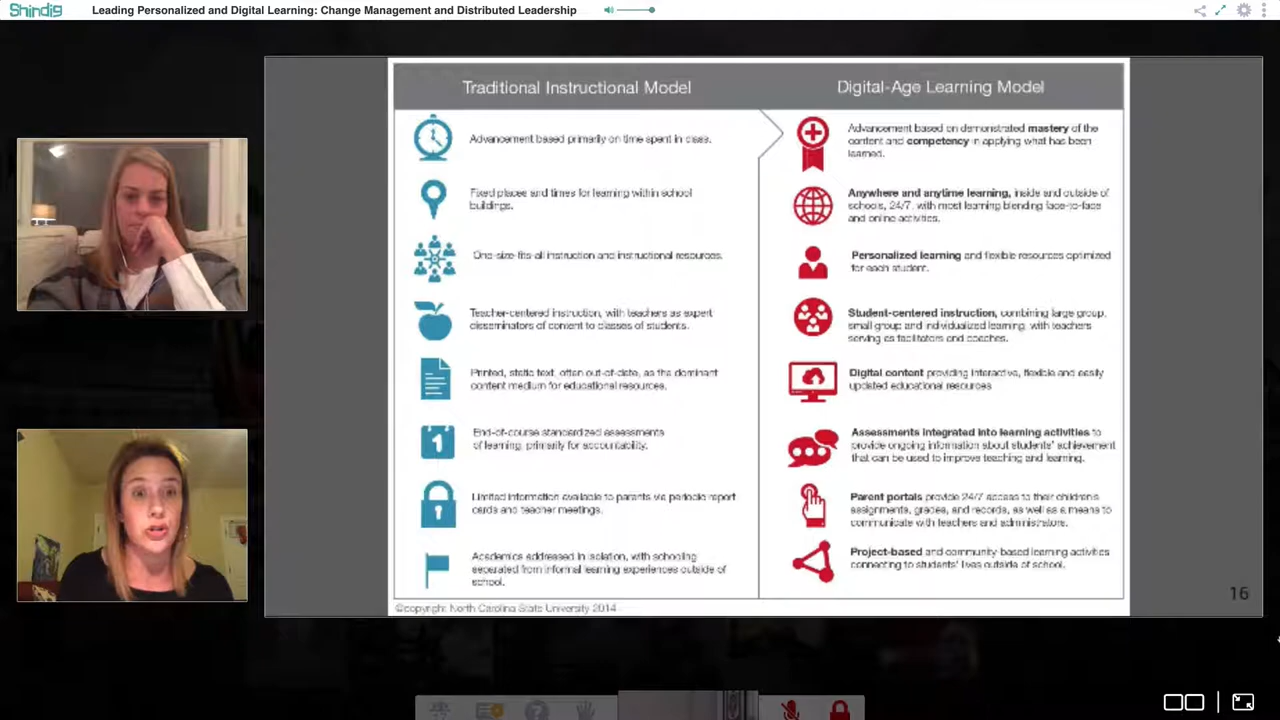 Shindig
Leading Personalized and Digital Learning: Change Management and Distributed Leadership
Traditional Instructional Model
Advancement based primarily on time spent in class.
Fixed places and times for learning within school
buildings.
One-size-fits-all instruction and instructional resources.
Teacher-centered instruction, with teachers as expert
disseminators of content to classes of students.
Printed, static text, often out-of-date, as the dominant
content medium for educational resources.
End-of-course standardized assessments
of learning, primarily for accountability.
1
Limited information available to parents via periodic report
cards and teacher meetings.
Academics addressed in isolation, with schooling
separated from informal learning experiences outside of
school.
Digital-Age Learning Model
Advancement based on demonstrated mastery of the
content and competency in applying what has been
learned.
Anywhere and anytime learning, inside and outside of
schools, 24/7, with most learning blending face-to-face
and online activities.
Personalized learning and flexible resources optimized
for each student.
Student-centered instruction, combining large group,
small group and individualized learning, with teachers
serving as facilitators and coaches.
Digital content providing interactive, flexible and easily
updated educational resources
Assessments integrated into learning activities to
provide ongoing information about students' achievement
that can be used to improve teaching and learning.
Parent portals provide 24/7 access to their children's
assignments, grades, and records, as well as a means to
communicate with teachers and administrators.
Project-based and community-based learning activities
connecting to students' lives outside of school.
©copyright North Carolina State University 2014
16